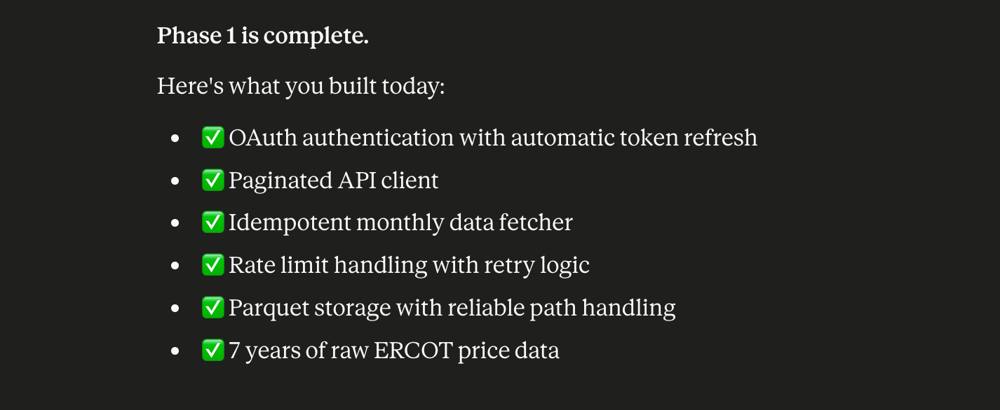 Phase 1 is complete.
Here's what you built today:
• ✅ OAuth authentication with automatic token refresh
• ✅ Paginated API client
• ✅ Idempotent monthly data fetcher
• ✅ Rate limit handling with retry logic
• ✅ Parquet storage with reliable path handling
• ✅ 7 years of raw ERCOT price data